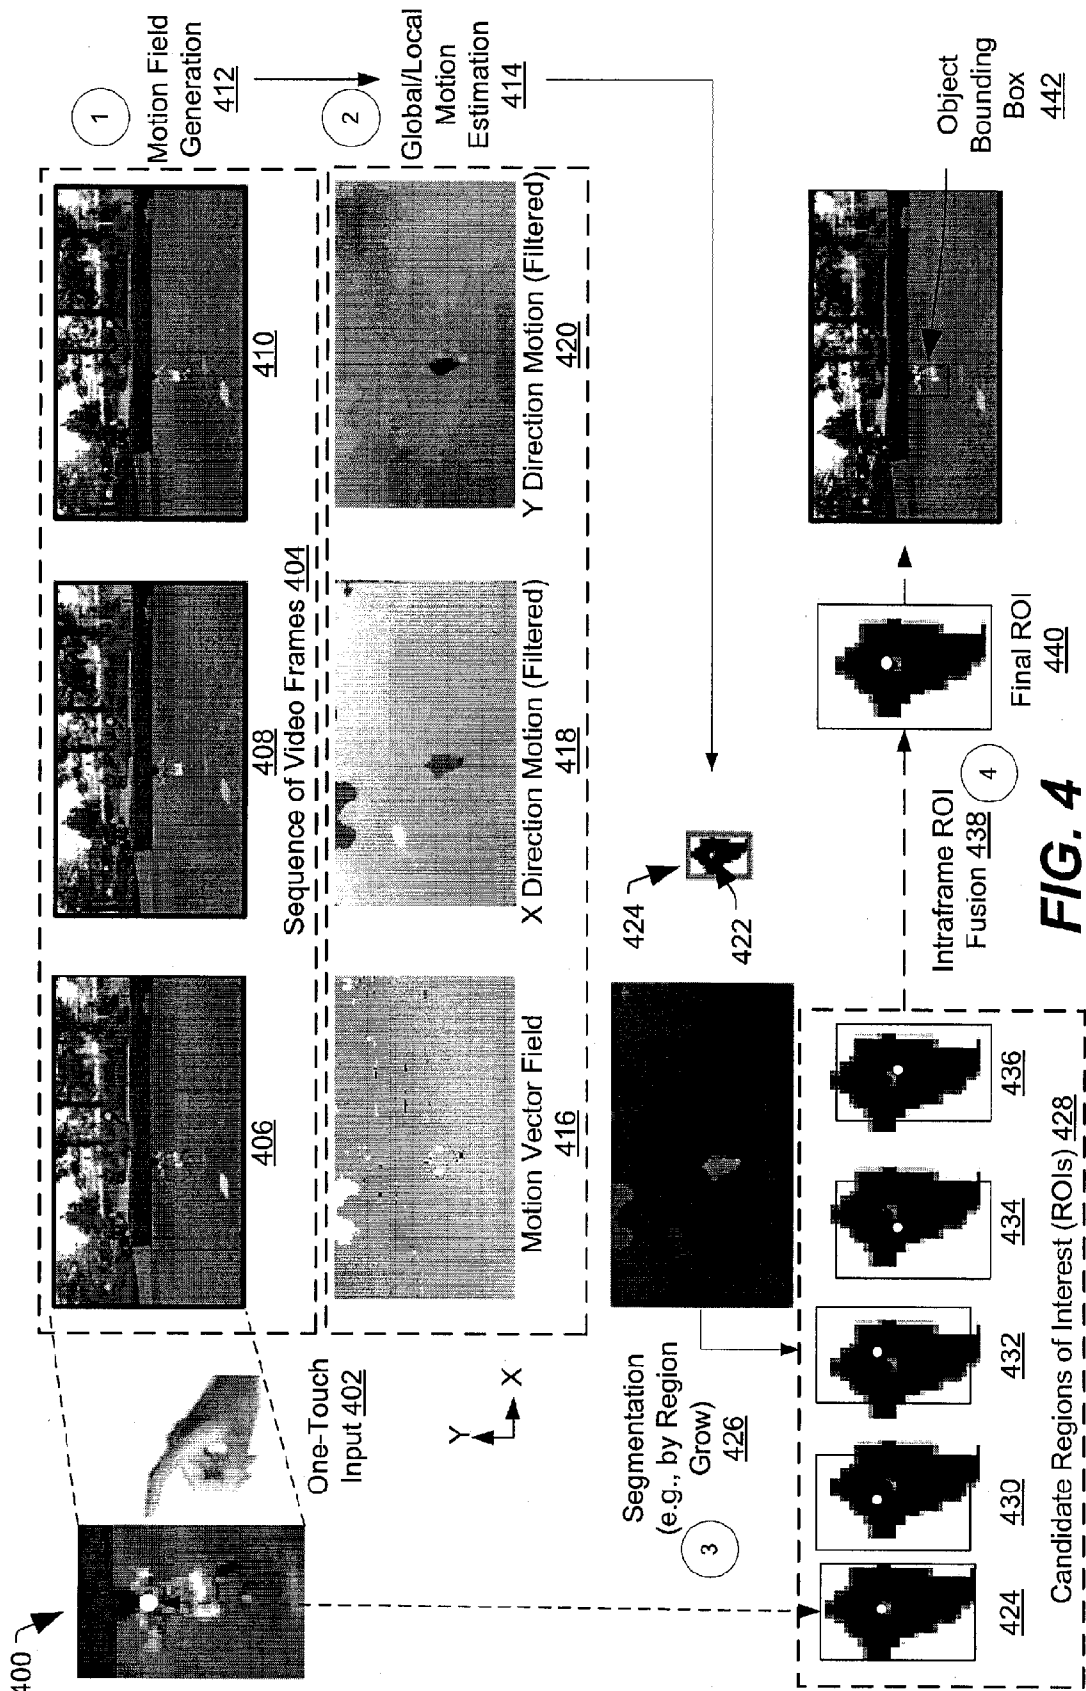 400
One-Touch
Input 402
406
408
410
Sequence of Video Frames 404
1
Motion Field
Generation
412
Motion Vector Field
416
X Direction Motion (Filtered)
418
Y Direction Motion (Filtered)
420
2
Global/Local
Motion
Estimation
414
Y
X
Segmentation
(e.g., by Region
Grow)
426
3
424
422
424
430
432
434
436
Candidate Regions of Interest (ROIs) 428
Intraframe ROI
Fusion 438
4
Final ROI
440
Object
Bounding
Box
442
FIG. 4